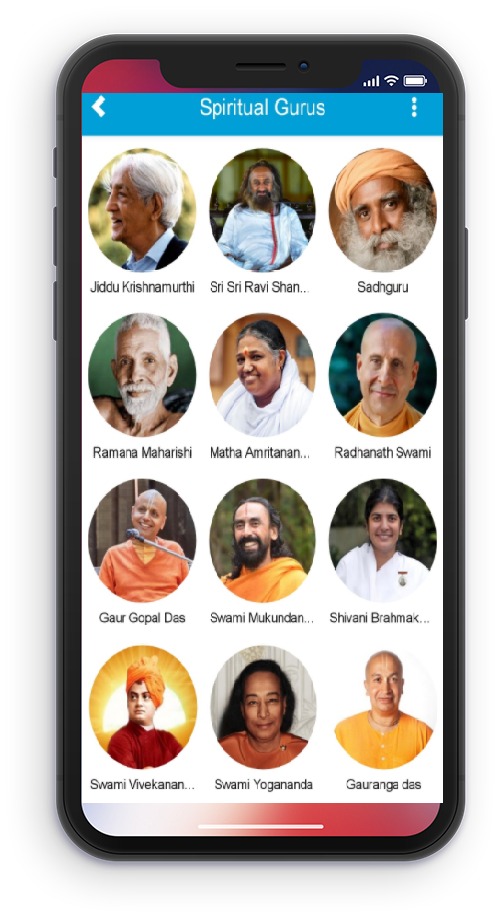 Spiritual Gurus
Jiddu Krishnamurthi Sri Sri Ravi Shan... Sadhguru
Ramana Maharishi Matha Amritanan... Radhanath Swami
Gaur Gopal Das Swami Mukundan... Shivani Brahmak...
Swami Vivekanan... Swami Yogananda Gauranga das